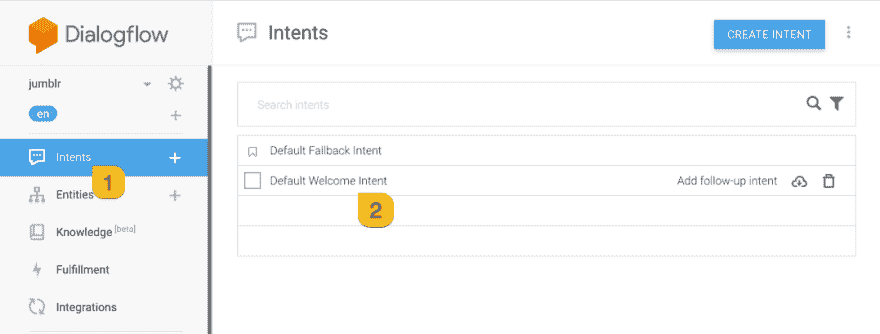 Dialogflow
jumblr
en
Intents
1
Entities
Knowledge [beta]
Fulfillment
Integrations
Intents
CREATE INTENT
Search intents
Default Fallback Intent
Default Welcome Intent
Add follow-up intent
2